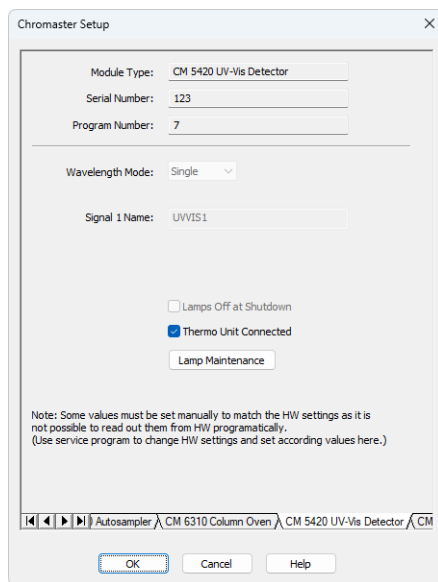 Chromaster Setup
Module Type: CM 5420 UV-Vis Detector
Serial Number: 123
Program Number: 7
Wavelength Mode: Single
Signal 1 Name: UVVIS1
Lamps Off at Shutdown
Thermo Unit Connected
Lamp Maintenance
Note: Some values must be set manually to match the HW settings as it is
not possible to read out them from HW programatically.
(Use service program to change HW settings and set according values here.)
) Autosampler CM 6310 Column Oven CM 5420 UV-Vis Detector CM
OK Cancel Help